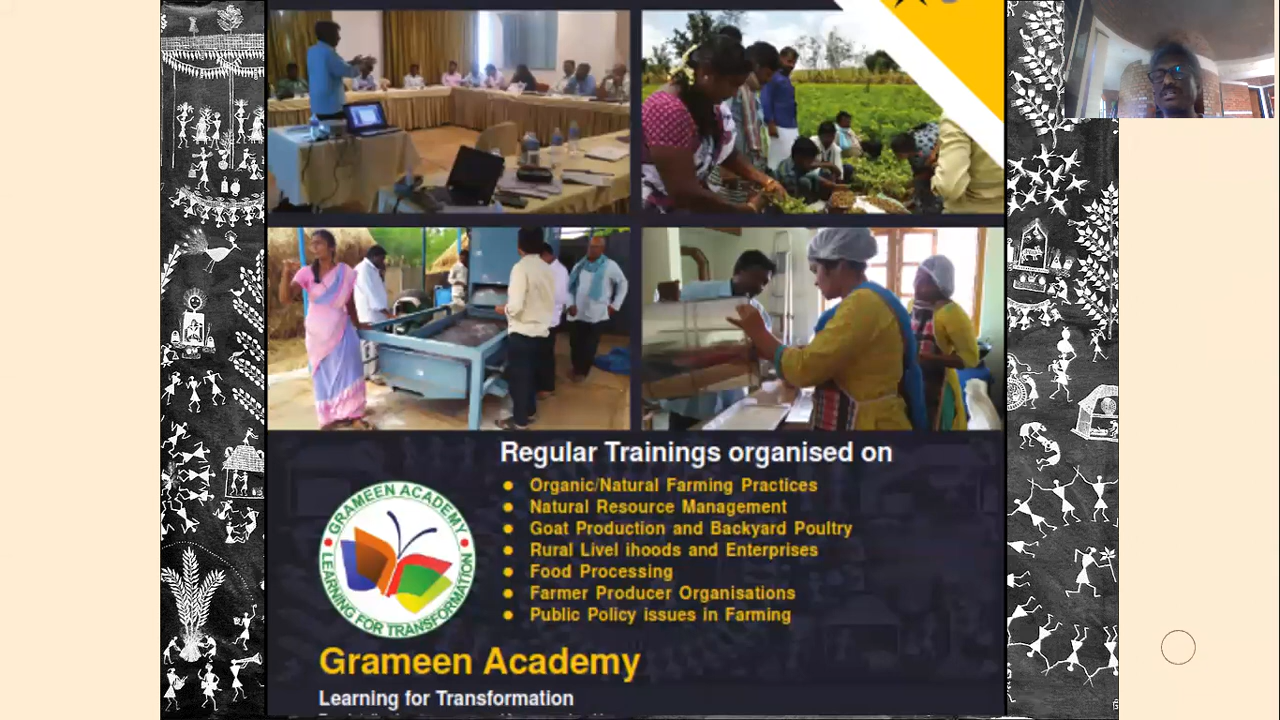 Regular Trainings organised on
• Organic/Natural Farming Practices
• Natural Resource Management
• Goat Production and Backyard Poultry
• Rural Livel ihoods and Enterprises
• Food Processing
• Farmer Producer Organisations
• Public Policy issues in Farming
GRAMEEN ACADEMY
LEARNING FOR TRANSFORMATION
Grameen Academy
Learning for Transformation